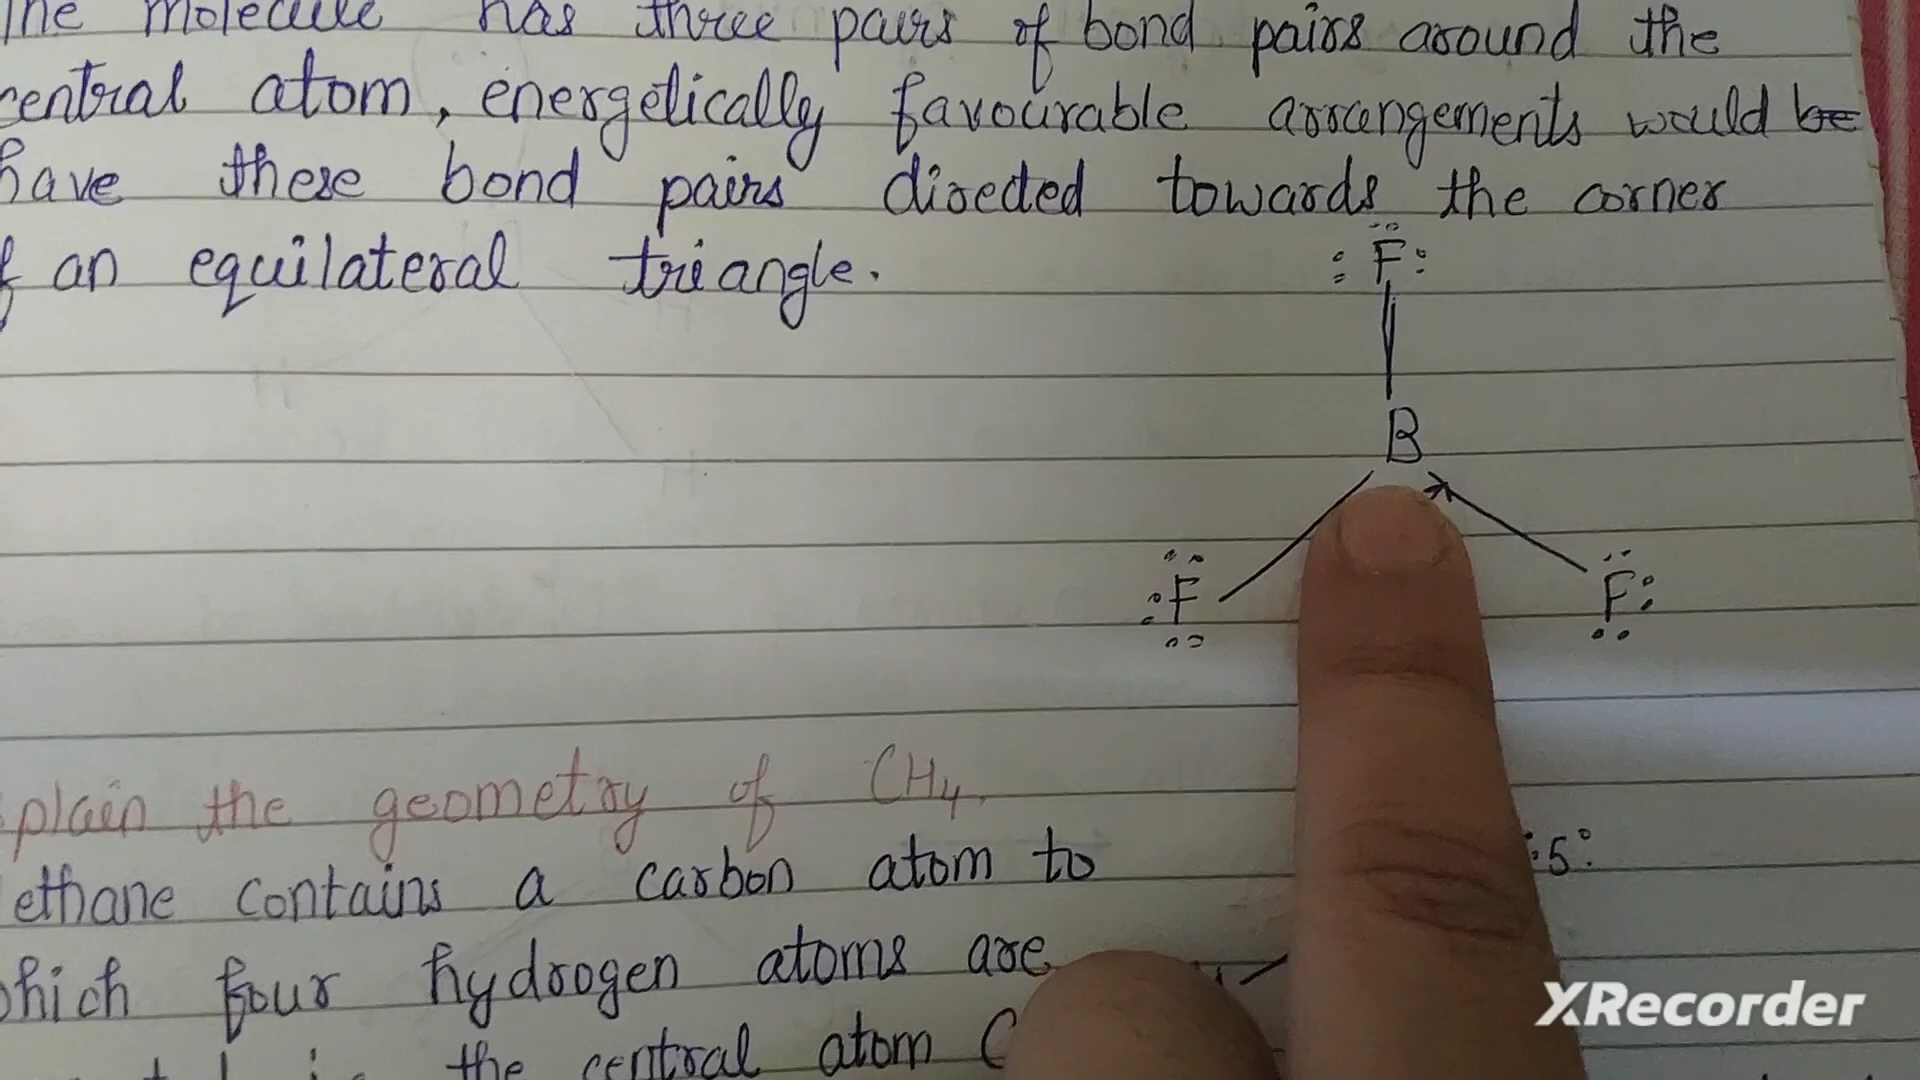 The molecule has three pairs of bond pairs around the
central atom, energetically favourable arrangements would be
have these bond pairs directed towards the corner
of an equilateral triangle.
F
B
F F
plain the geometry of CH4.
ethane contains a carbon atom to
5°
hich four hydrogen atoms are
the central atom C
XRecorder